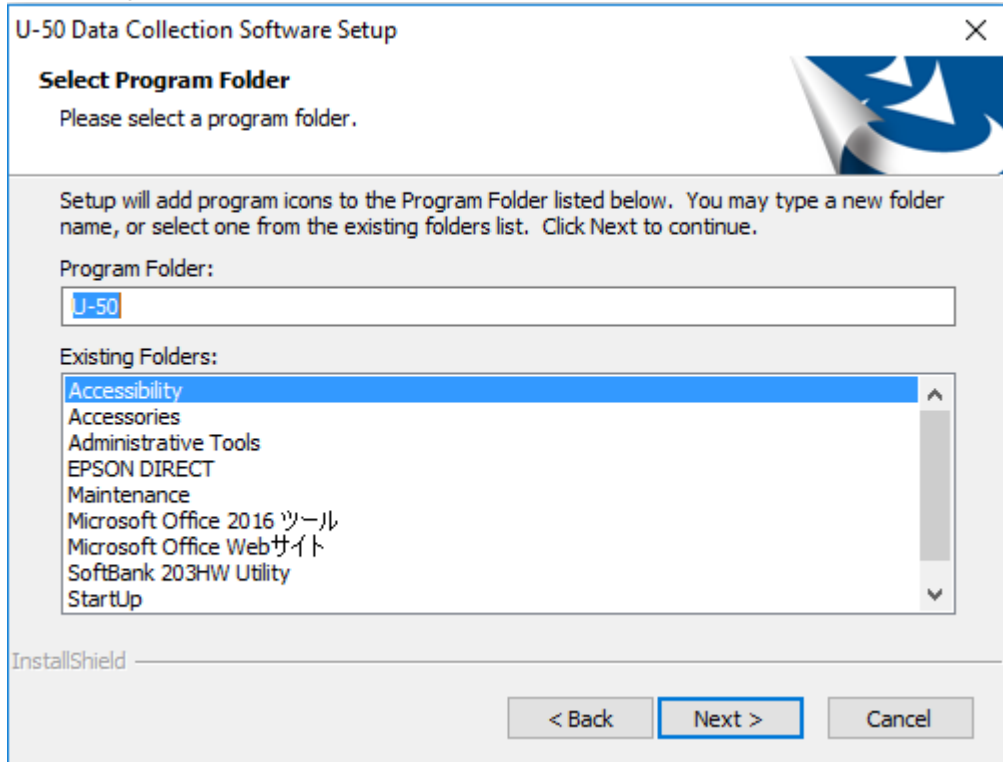 U-50 Data Collection Software Setup
Select Program Folder
Please select a program folder.
Setup will add program icons to the Program Folder listed below.  You may type a new folder
name, or select one from the existing folders list.  Click Next to continue.
Program Folder:
U-50
Existing Folders:
Accessibility
Accessories
Administrative Tools
EPSON DIRECT
Maintenance
Microsoft Office 2016 ツール
Microsoft Office Webサイト
SoftBank 203HW Utility
StartUp
InstallShield
< Back Next > Cancel